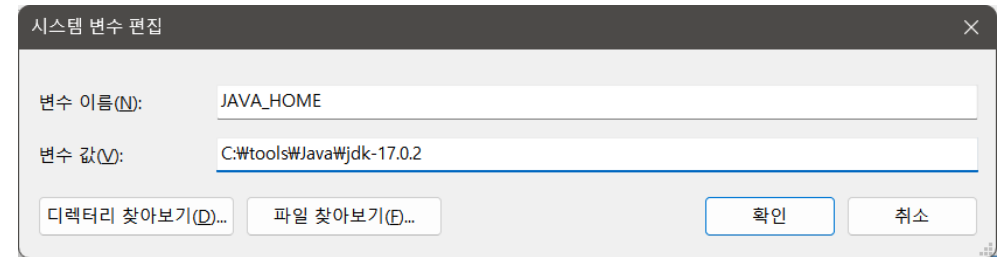 시스템 변수 편집
변수 이름(N): JAVA_HOME
변수 값(V): C:₩tools₩Java₩jdk-17.0.2
디렉터리 찾아보기(D)... 파일 찾아보기(F)... 확인 취소